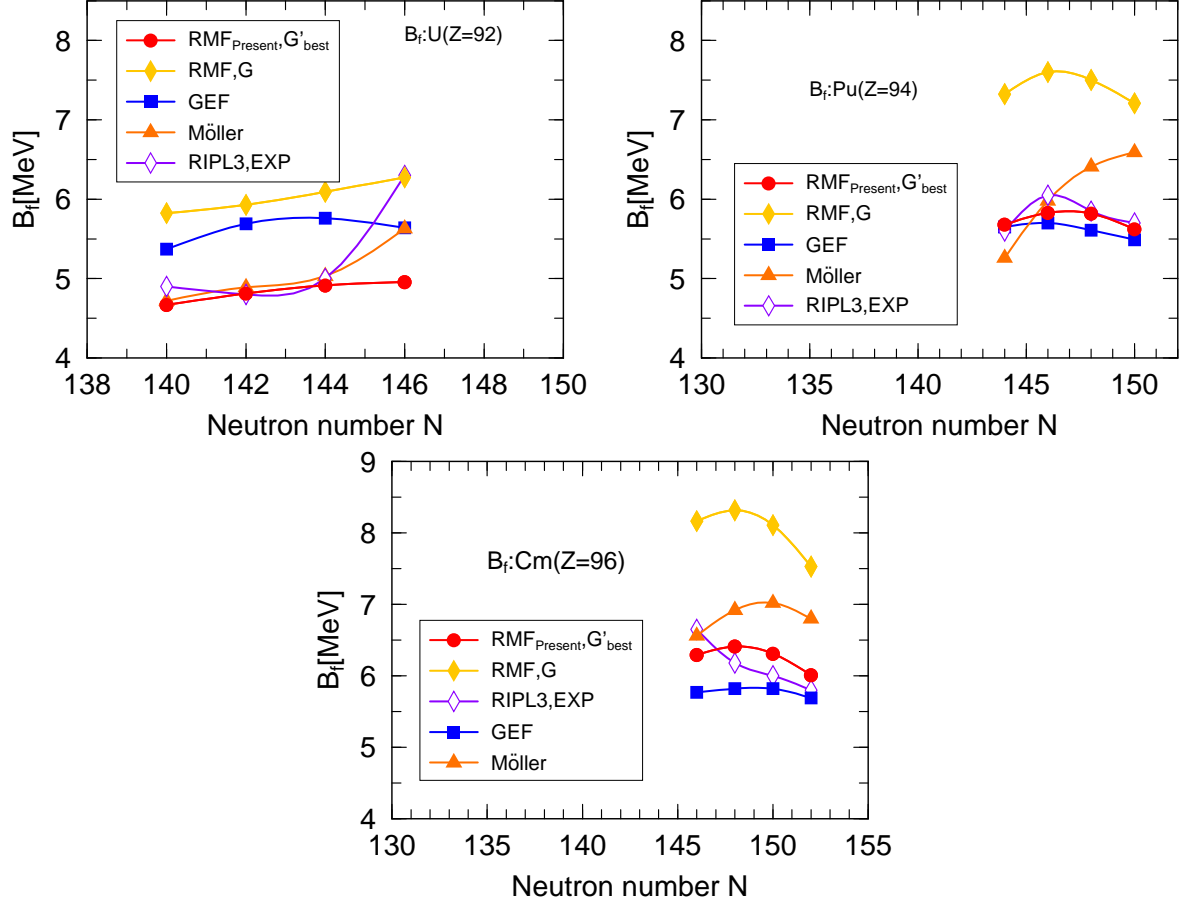 B_f:U(Z=92)
RMF_Present,G'_best
RMF,G
GEF
Möller
RIPL3,EXP
B_f[MeV]
8
7
6
5
4
138 140 142 144 146 148 150
Neutron number N
B_f:Pu(Z=94)
RMF_Present,G'_best
RMF,G
GEF
Möller
RIPL3,EXP
B_f[MeV]
8
7
6
5
4
130 135 140 145 150
Neutron number N
B_f:Cm(Z=96)
RMF_Present,G'_best
RMF,G
RIPL3,EXP
GEF
Möller
B_f[MeV]
9
8
7
6
5
4
130 135 140 145 150 155
Neutron number N